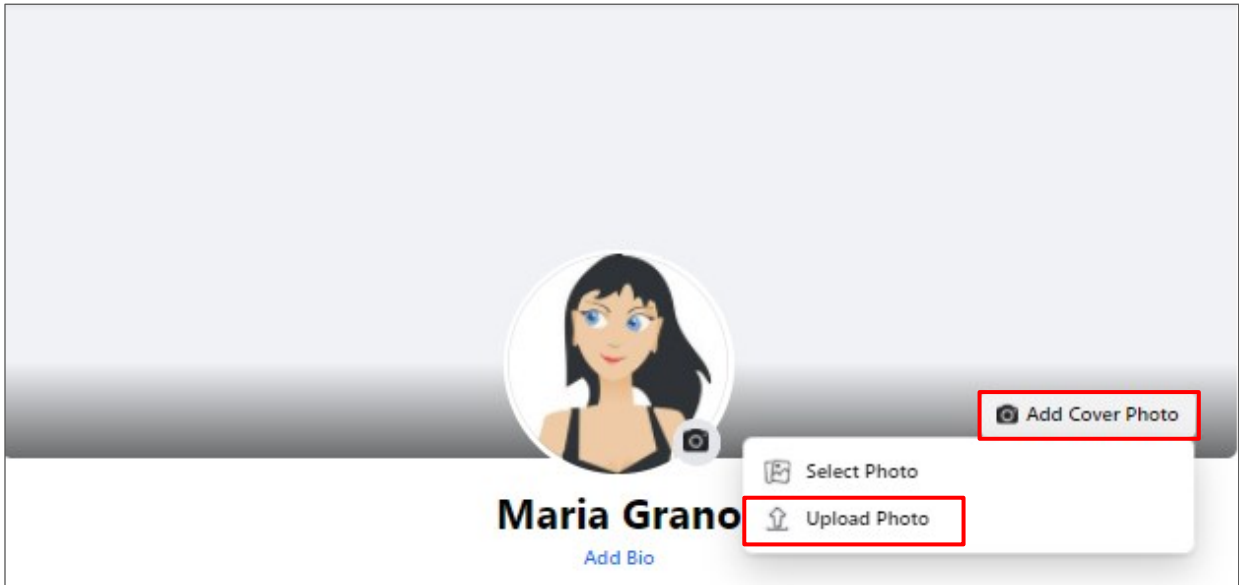 Add Cover Photo
Select Photo
Maria Grano
Upload Photo
Add Bio